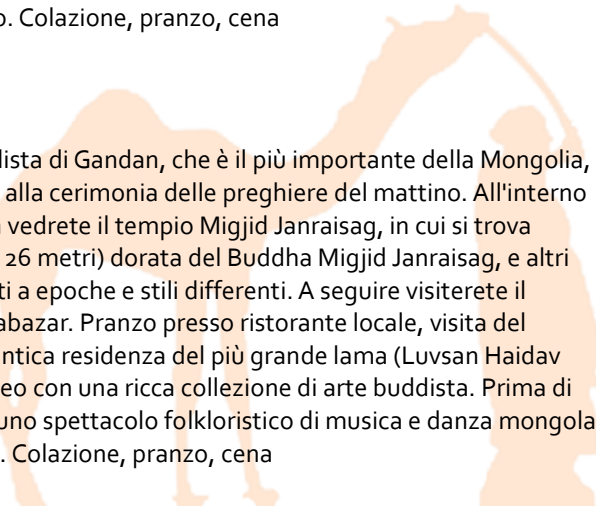 o. Colazione, pranzo, cena
lista di Gandan, che è il più importante della Mongolia,
alla cerimonia delle preghiere del mattino. All'interno
vedrete il tempio Migjid Janraisag, in cui si trova
26 metri) dorata del Buddha Migjid Janraisag, e altri
ti a epoche e stili differenti. A seguire visiterete il
abazar. Pranzo presso ristorante locale, visita del
ntica residenza del più grande lama (Luvsan Haidav
eo con una ricca collezione di arte buddista. Prima di
uno spettacolo folkloristico di musica e danza mongola
. Colazione, pranzo, cena